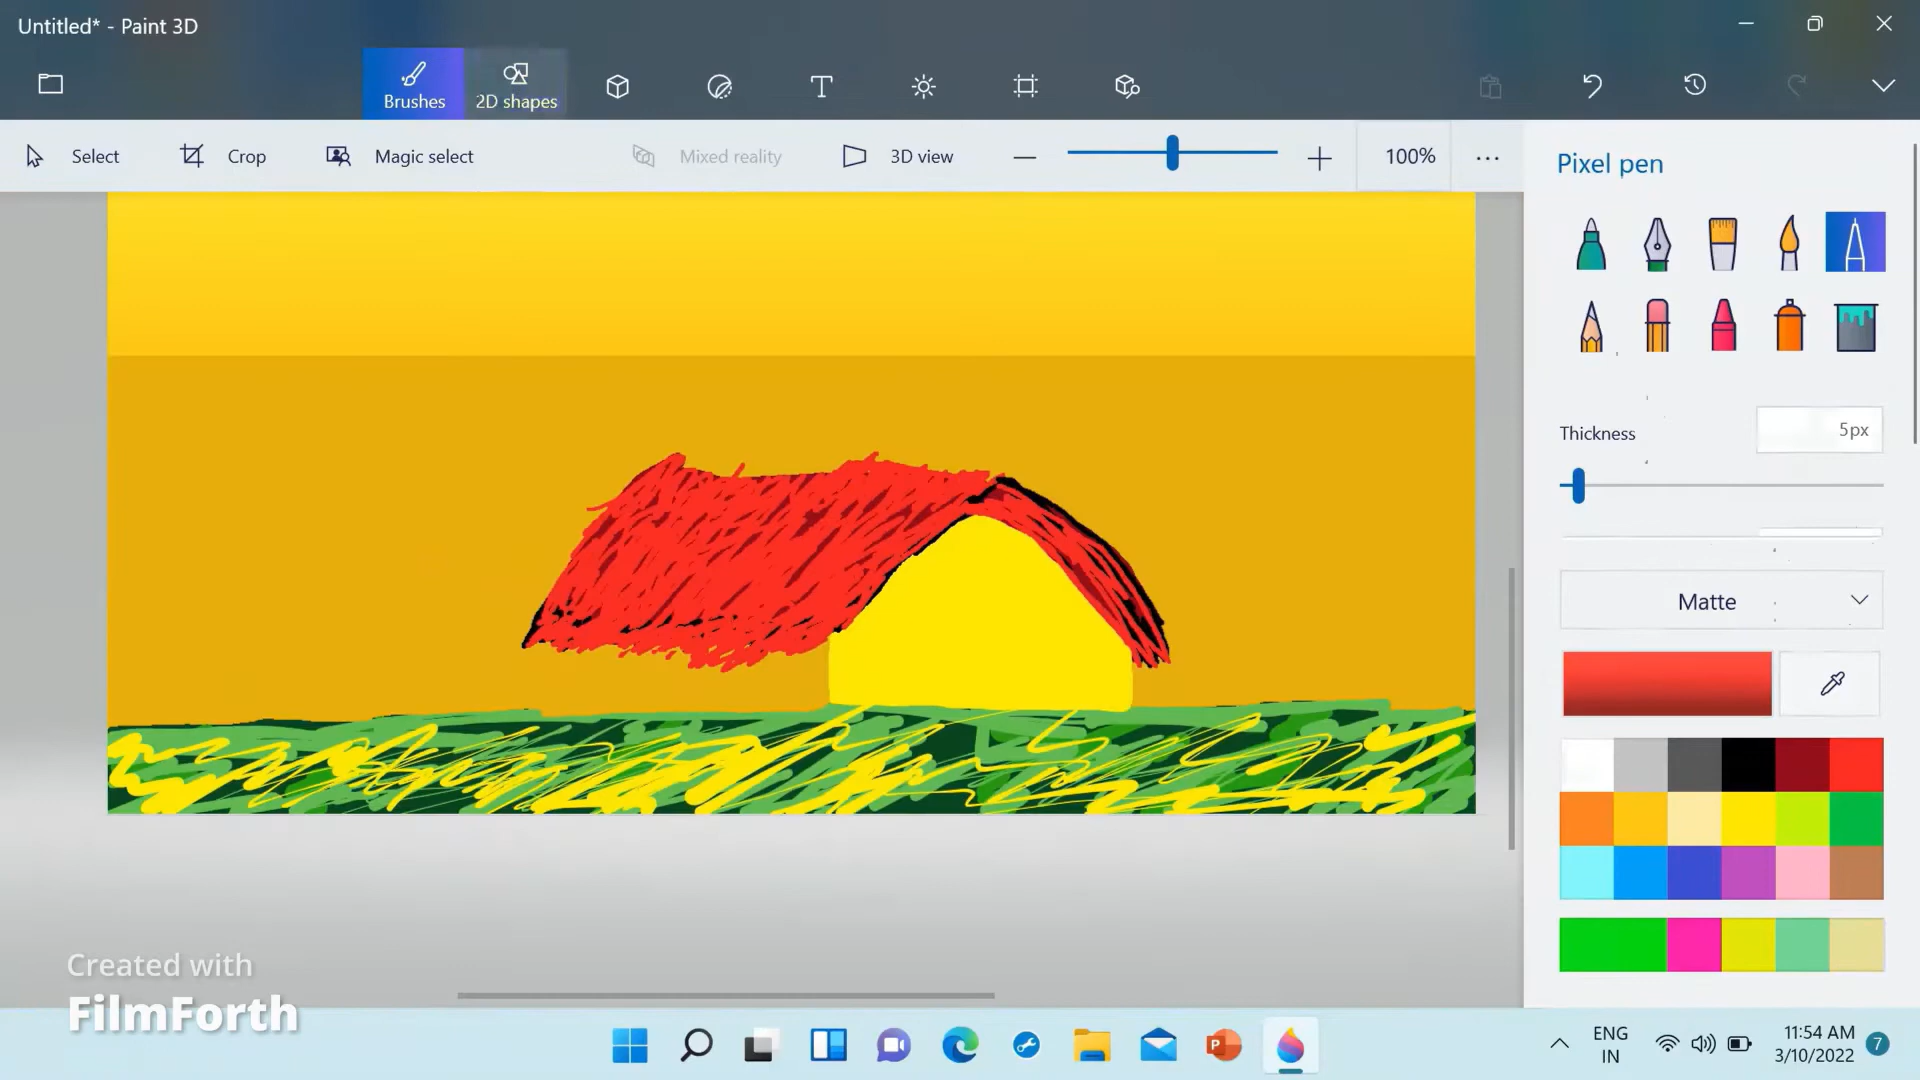 Untitled* - Paint 3D
Brushes
2D shapes
Select
Crop
Magic select
Mixed reality
3D view
100%
Pixel pen
Thickness
5px
Matte
Created with
FilmForth
ENG
IN
11:54 AM
3/10/2022
7